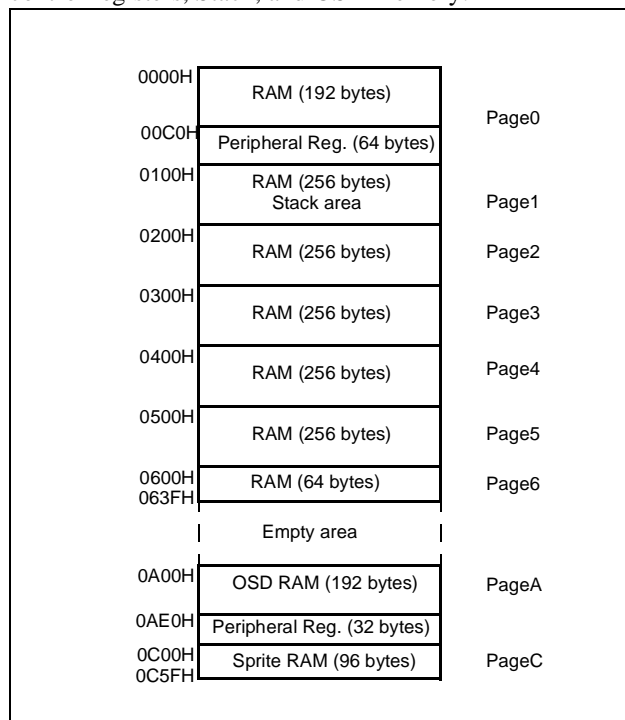 0000H
RAM (192 bytes)
Page0
00C0H
Peripheral Reg. (64 bytes)
0100H
RAM (256 bytes)
Stack area
Page1
0200H
RAM (256 bytes)
Page2
0300H
RAM (256 bytes)
Page3
0400H
RAM (256 bytes)
Page4
0500H
RAM (256 bytes)
Page5
0600H
RAM (64 bytes)
Page6
063FH
Empty area
0A00H
OSD RAM (192 bytes)
PageA
0AE0H
Peripheral Reg. (32 bytes)
0C00H
Sprite RAM (96 bytes)
PageC
0C5FH